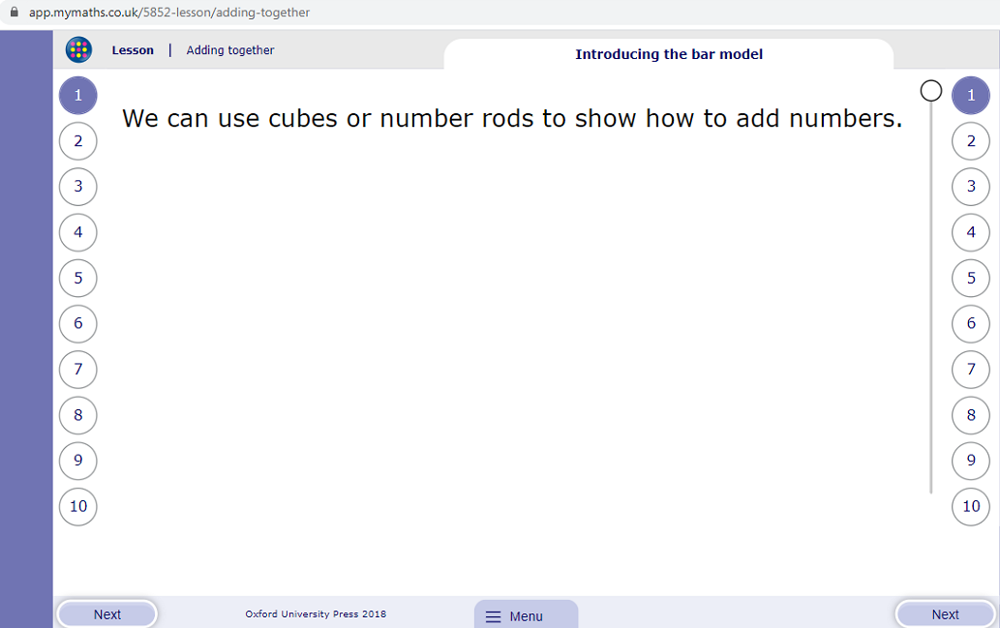 app.mymaths.co.uk/5852-lesson/adding-together
Lesson | Adding together
Introducing the bar model
We can use cubes or number rods to show how to add numbers.
1
2
3
4
5
6
7
8
9
10
1
2
3
4
5
6
7
8
9
10
Next
Oxford University Press 2018
Menu
Next